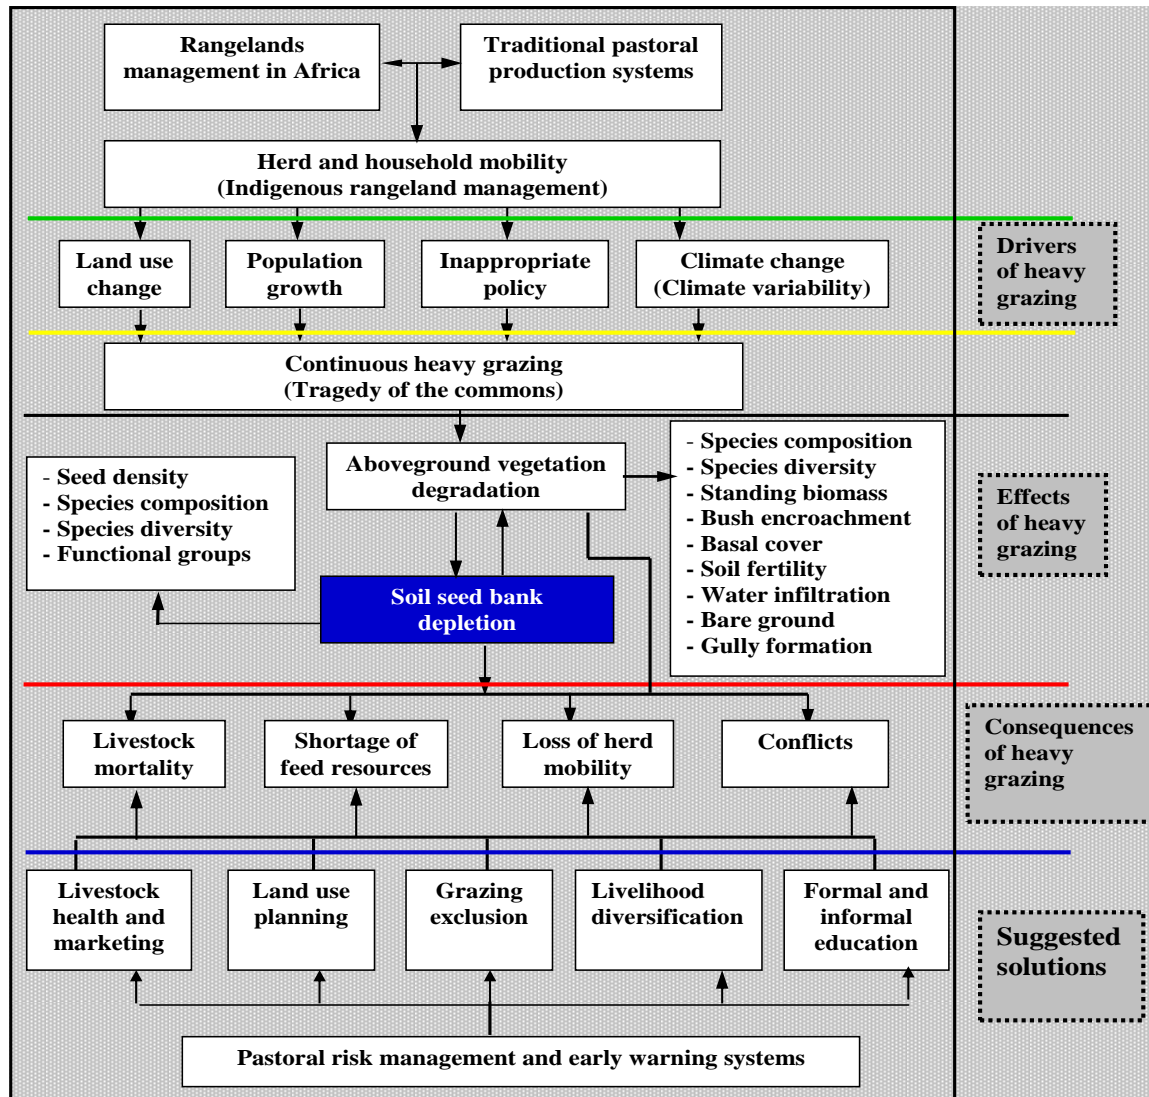 Rangelands
management in Africa
Traditional pastoral
production systems
Herd and household mobility
(Indigenous rangeland management)
Land use
change
Population
growth
Inappropriate
policy
Climate change
(Climate variability)
Drivers
of heavy
grazing
Continuous heavy grazing
(Tragedy of the commons)
Aboveground vegetation
degradation
- Species composition
- Species diversity
- Standing biomass
- Bush encroachment
- Basal cover
- Soil fertility
- Water infiltration
- Bare ground
- Gully formation
- Seed density
- Species composition
- Species diversity
- Functional groups
Effects
of heavy
grazing
Soil seed bank
depletion
Livestock
mortality
Shortage of
feed resources
Loss of herd
mobility
Conflicts
Consequences
of heavy
grazing
Livestock
health and
marketing
Land use
planning
Grazing
exclusion
Livelihood
diversification
Formal and
informal
education
Suggested
solutions
Pastoral risk management and early warning systems